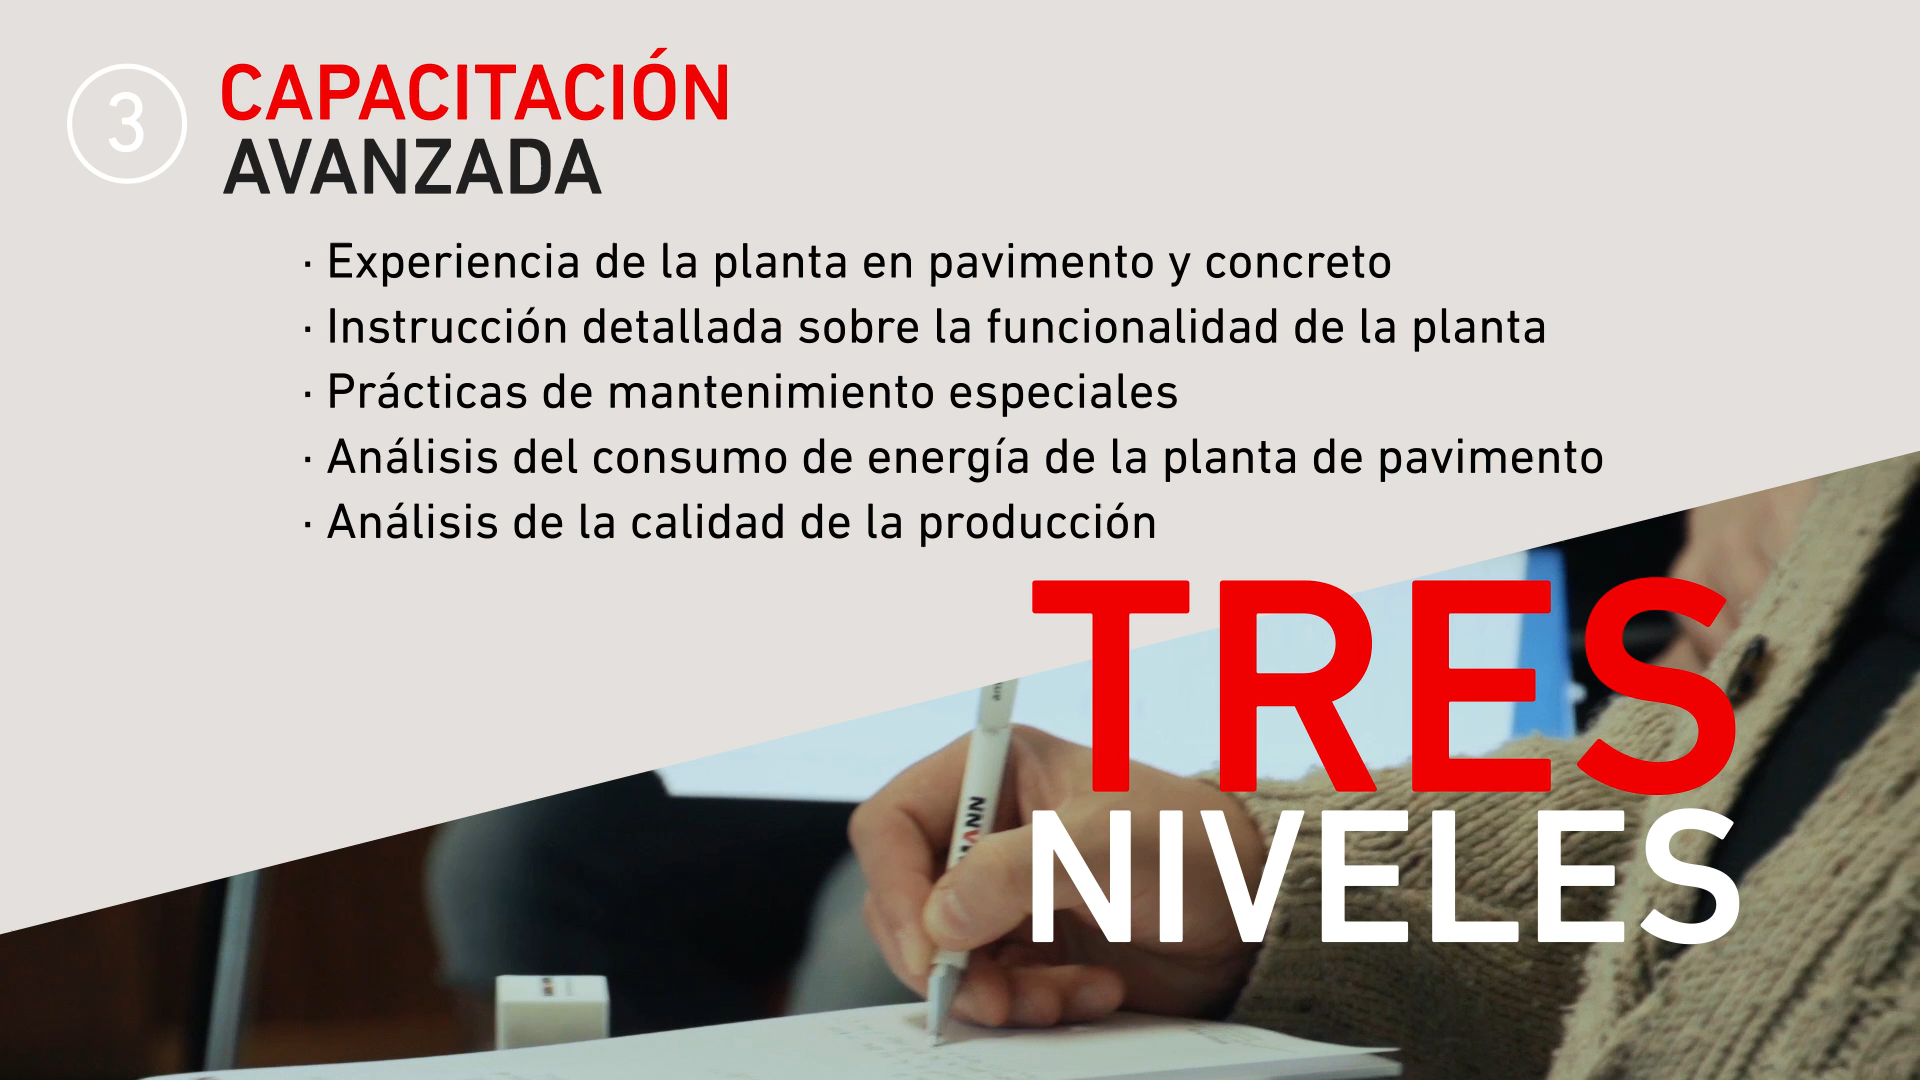 3
CAPACITACIÓN
AVANZADA
· Experiencia de la planta en pavimento y concreto
· Instrucción detallada sobre la funcionalidad de la planta
· Prácticas de mantenimiento especiales
· Análisis del consumo de energía de la planta de pavimento
· Análisis de la calidad de la producción
TRES
NIVELES